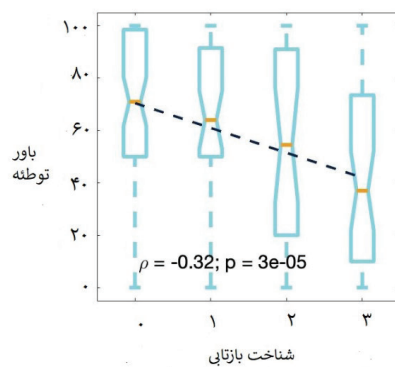 ۱۰۰
۸۰
۶۰
باور
توطئه
۴۰
۲۰
۰
ρ = -0.32; p = 3e-05
۰ ۱ ۲ ۳
شناخت بازتابی